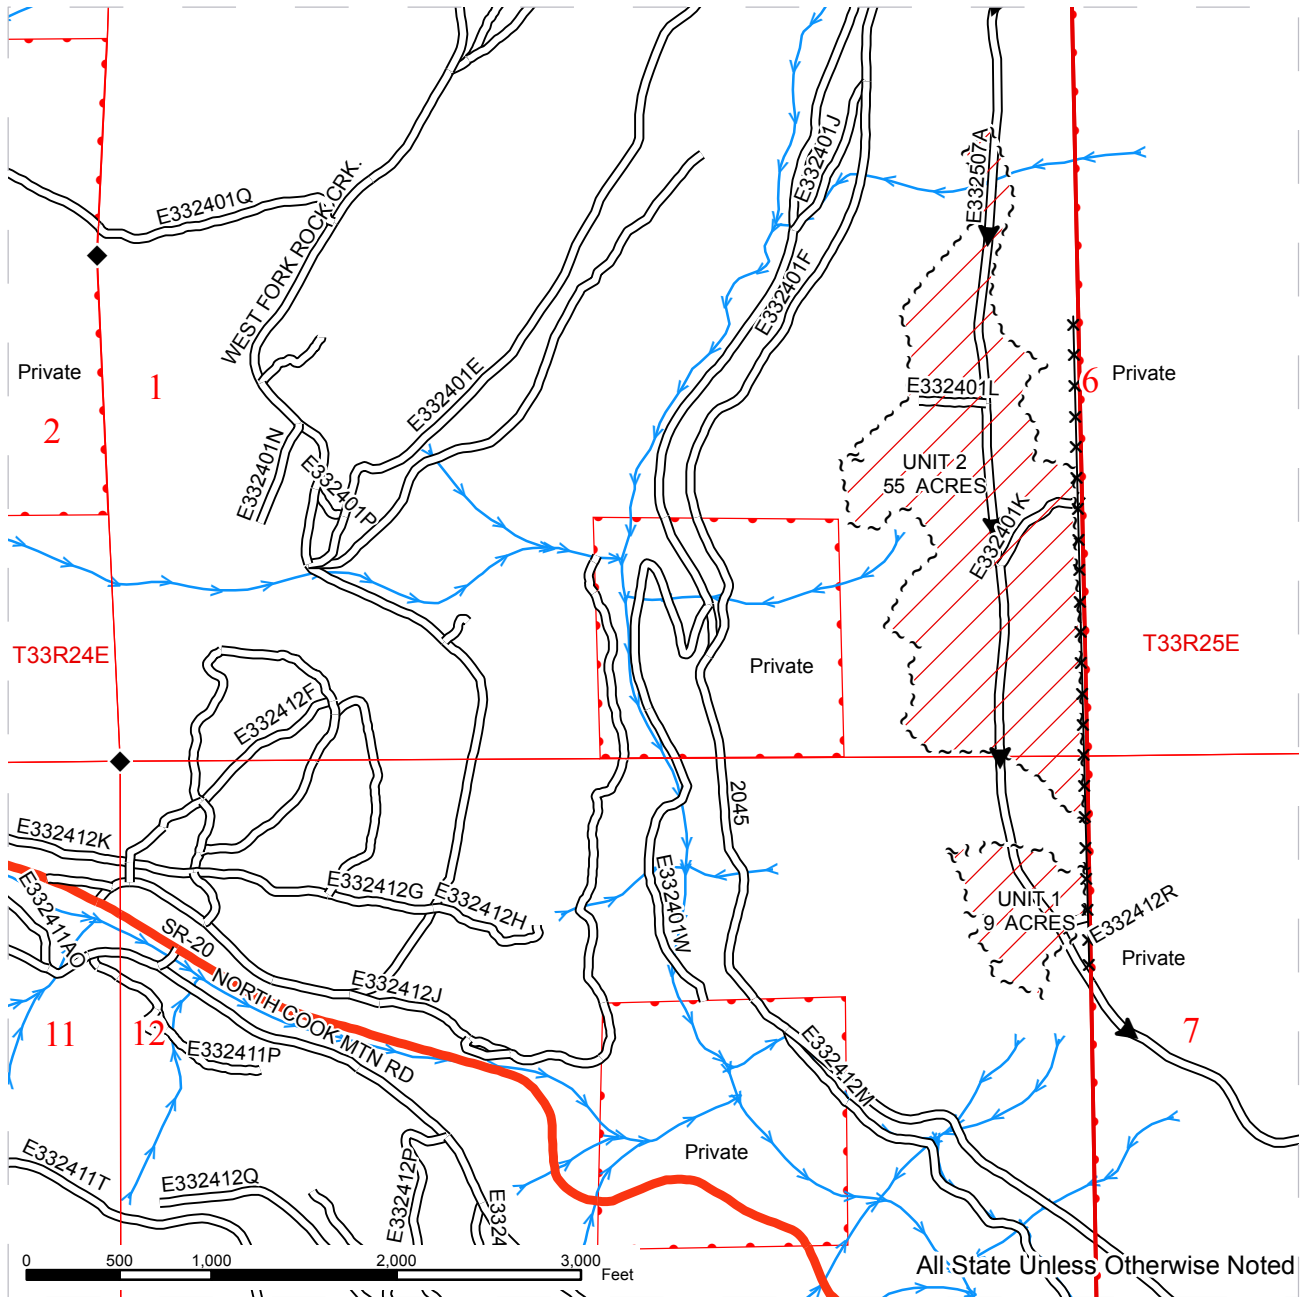 E332401Q
WEST FORK ROCK CRK.
E332401J
E332507A
E332401F
Private
1
2
E332401E
E332401N
E332401P
E332401L
6
Private
UNIT 2
55 ACRES
E332401K
T33R24E
Private
T33R25E
E332412F
2045
E332412K
E332412G
E332412H
E332401W
E332411AO
SR-20
UNIT 1
9 ACRES
E332412R
Private
E332412J
NORTH COOK MTN RD
11
12
7
E332411P
E332412M
E332411T
E332412Q
E332412P
E3324
Private
0 500 1,000 2,000 3,000
Feet
All State Unless Otherwise Noted